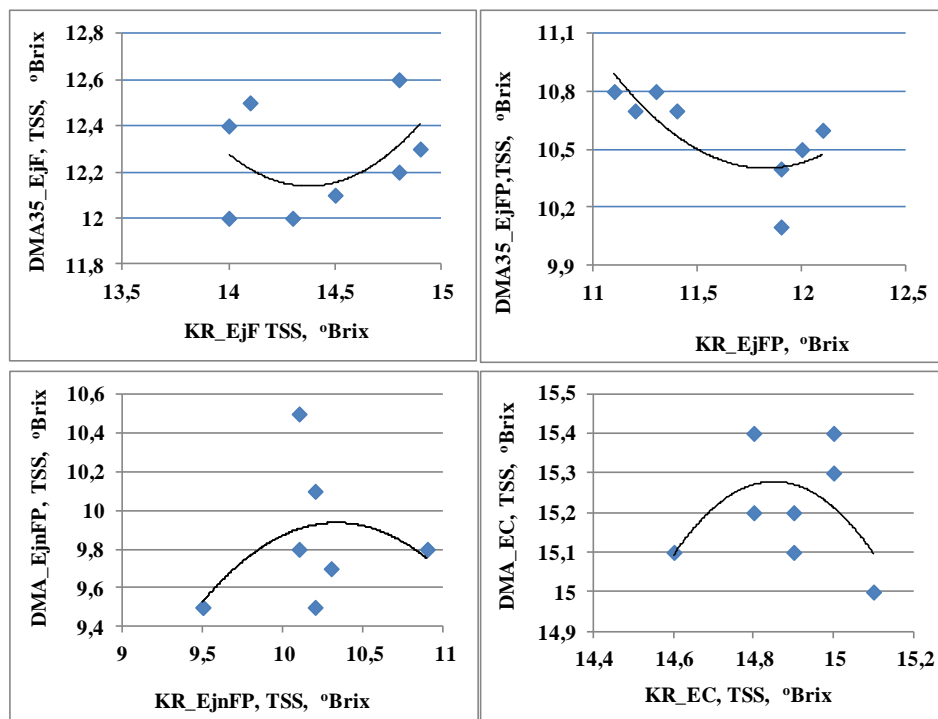 DMA35_EjF, TSS, ºBrix
12,8
12,6
12,4
12,2
12
11,8
13,5 14 14,5 15
KR_EjF TSS, ºBrix
DMA35_EjFP,TSS, ºBrix
11,1
10,8
10,5
10,2
9,9
11 11,5 12 12,5
KR_EjFP, ºBrix
DMA_EjnFP, TSS, ºBrix
10,6
10,4
10,2
10
9,8
9,6
9,4
9 9,5 10 10,5 11
KR_EjnFP, TSS, ºBrix
DMA_EC, TSS, ºBrix
15,5
15,4
15,3
15,2
15,1
15
14,9
14,4 14,6 14,8 15 15,2
KR_EC, TSS, ºBrix